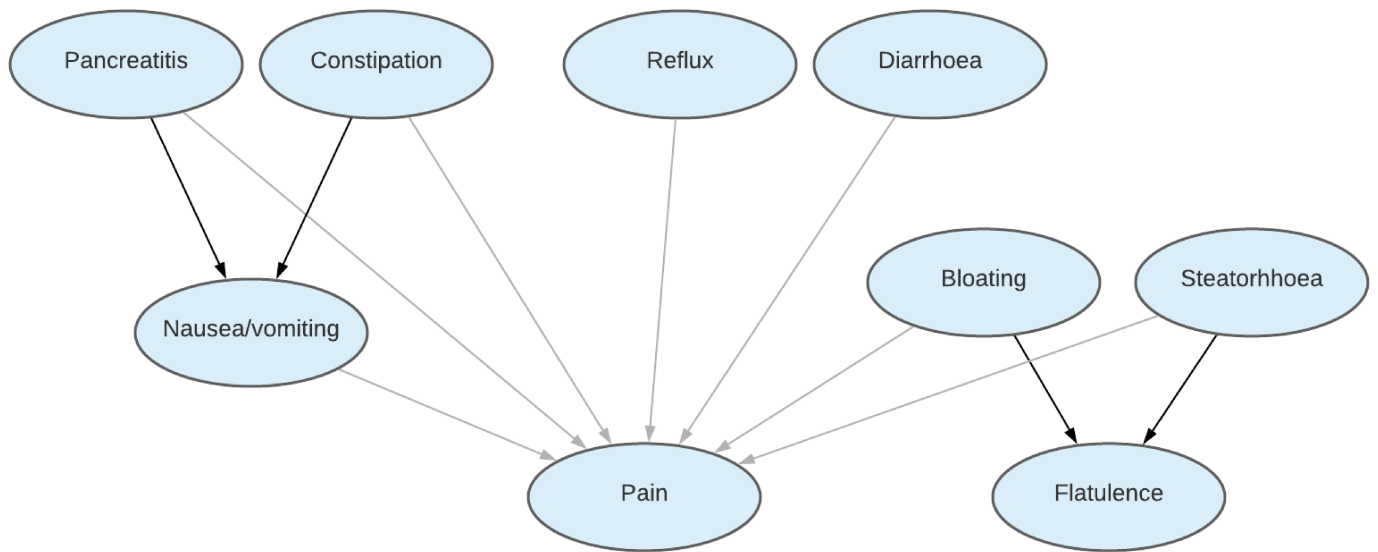 Pancreatitis
Constipation
Reflux
Diarrhoea
Bloating
Steatorhhoea
Nausea/vomiting
Pain
Flatulence